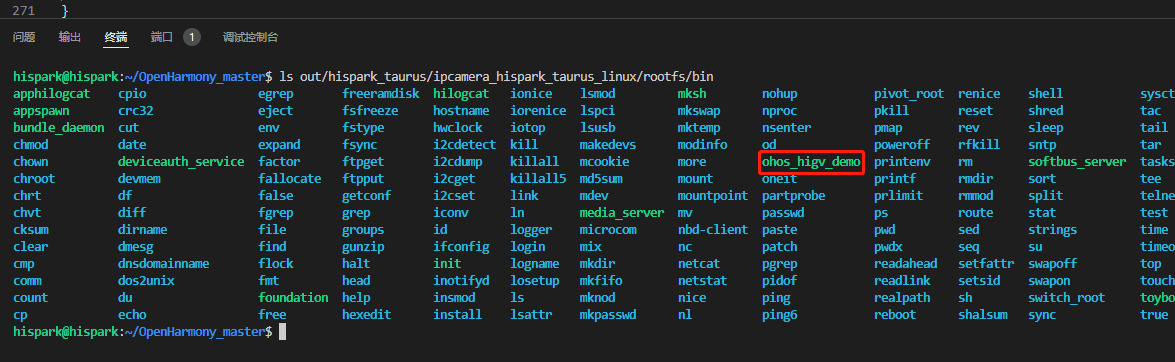 271 }
问题 输出 终端 端口 1 调试控制台
hispark@hispark:~/OpenHarmony_master$ ls out/hispark_taurus/ipcamera_hispark_taurus_linux/rootfs/bin
apphilogcat cpio egrep freeramdisk hilogcat ionice lsmod mksh nohup pivot_root renice shell sysct
appspawn crc32 eject fsfreeze hostname iorenice lspci mkswap nproc pkill reset shred tac
bundle_daemon cut env fstype hwclock iotop lsusb mktemp nsenter pmap rev sleep tail
chmod date expand fsync i2cdetect kill makedevs modinfo od poweroff rfkill sntp tar
chown deviceauth_service factor ftpget i2cdump killall mcookie more ohos_higv_demo printenv rm softbus_server tasks
chroot devmem fallocate ftpput i2cget killall5 md5sum mount oneit printf rmdir sort tee
chrt df false getconf i2cset link mdev mountpoint partprobe prlimit rmmod split telne
chvt diff fgrep grep iconv ln media_server mv passwd ps route stat test
cksum dirname file groups id logger microcom nbd-client paste pwd sed strings time
clear dmesg find gunzip ifconfig login mix nc patch pwdx seq su timeo
cmp dnsdomainname flock halt init logname mkdir netcat pgrep readahead setfattr swapoff top
comm dos2unix fmt head inotifyd losetup mkfifo netstat pidof readlink setsid swapon touch
count du foundation help insmod ls mknod nice ping realpath sh switch_root toybo
cp echo free hexedit install lsattr mkpasswd nl ping6 reboot shalsum sync true
hispark@hispark:~/OpenHarmony_master$